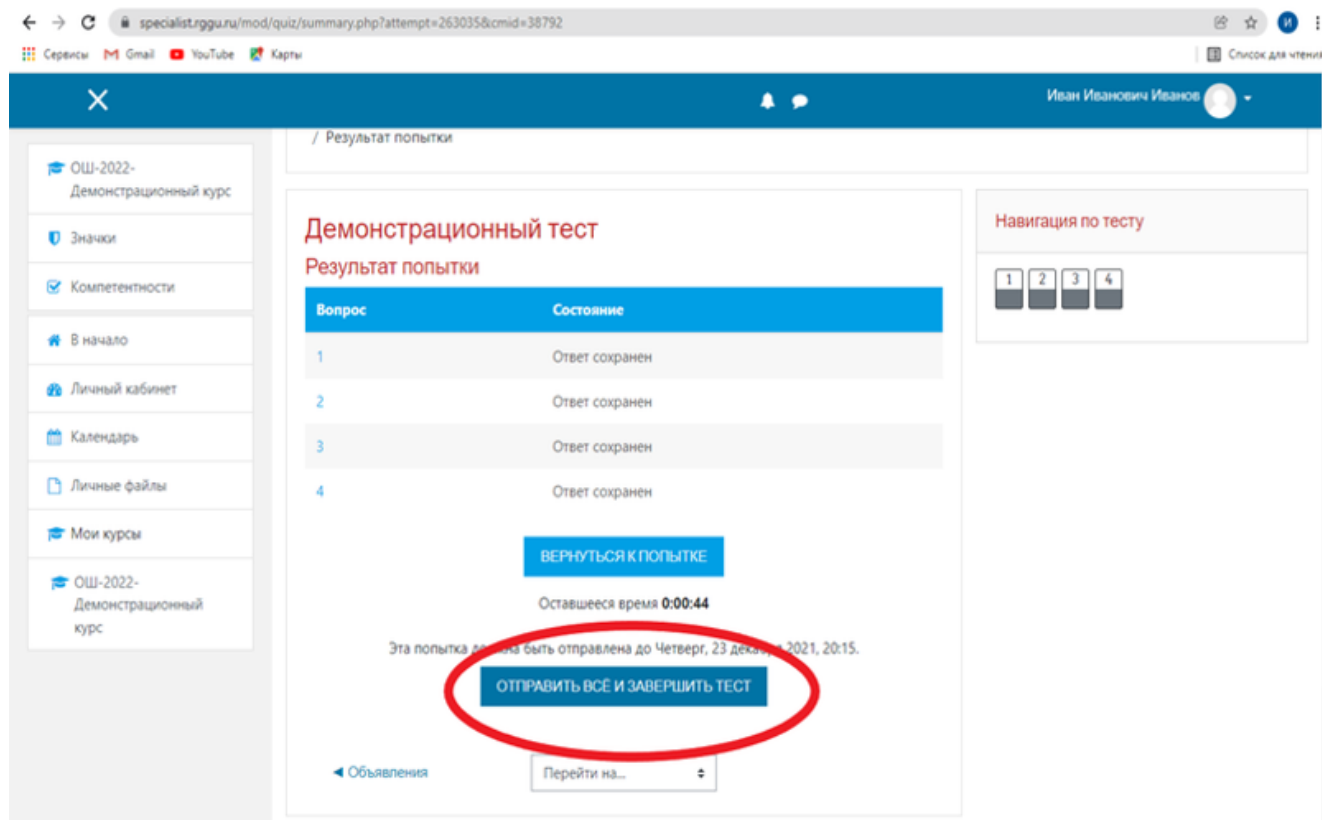 specialist.rggu.ru/mod/quiz/summary.php?attempt=263035&cmid=38792
И
Сервисы Gmail YouTube Карты Список для чтения
Иван Иванович Иванов
/ Результат попытки
ОШ-2022-
Демонстрационный курс
Значки
Компетентности
В начало
Личный кабинет
Календарь
Личные файлы
Мои курсы
ОШ-2022-
Демонстрационный
курс
Демонстрационный тест
Результат попытки
Вопрос Состояние
1 Ответ сохранен
2 Ответ сохранен
3 Ответ сохранен
4 Ответ сохранен
ВЕРНУТЬСЯ К ПОПЫТКЕ
Оставшееся время 0:00:44
Эта попытка должна быть отправлена до Четверг, 23 декабря 2021, 20:15.
ОТПРАВИТЬ ВСЁ И ЗАВЕРШИТЬ ТЕСТ
◄ Объявления
Перейти на...
Навигация по тесту
1 2 3 4